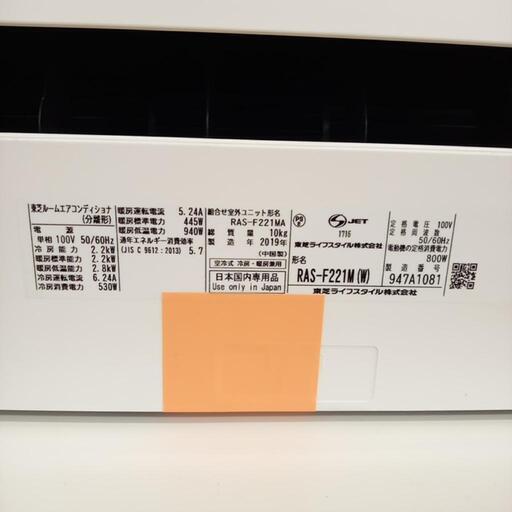 東芝ルームエアコンディショナ
(分離形)
電源
単相 100V 50/60Hz
冷房能力 2.2kW
暖房標準能力 2.2kW
暖房低温能力 2.8kW
冷房運転電流 6.24A
冷房消費電力 530W
暖房運転電流 5.24A
暖房標準電力 445W
暖房低温電力 940W
通年エネルギー消費効率
(JIS C 9612:2013) 5.7
組合せ室外ユニット形名
RAS-F221MA
総質量 10kg
製造年 2019年
(中国製)
空冷式 冷房・暖房兼用
日本国内専用品
Use only in Japan
PS
E
JET
1716
東芝ライフスタイル株式会社
形名
RAS-F221M(W)
東芝ライフスタイル株式会社
定格電圧 100V
定格周波数
50/60Hz
電動機の定格消費電力
800W
製造番号
947A1081